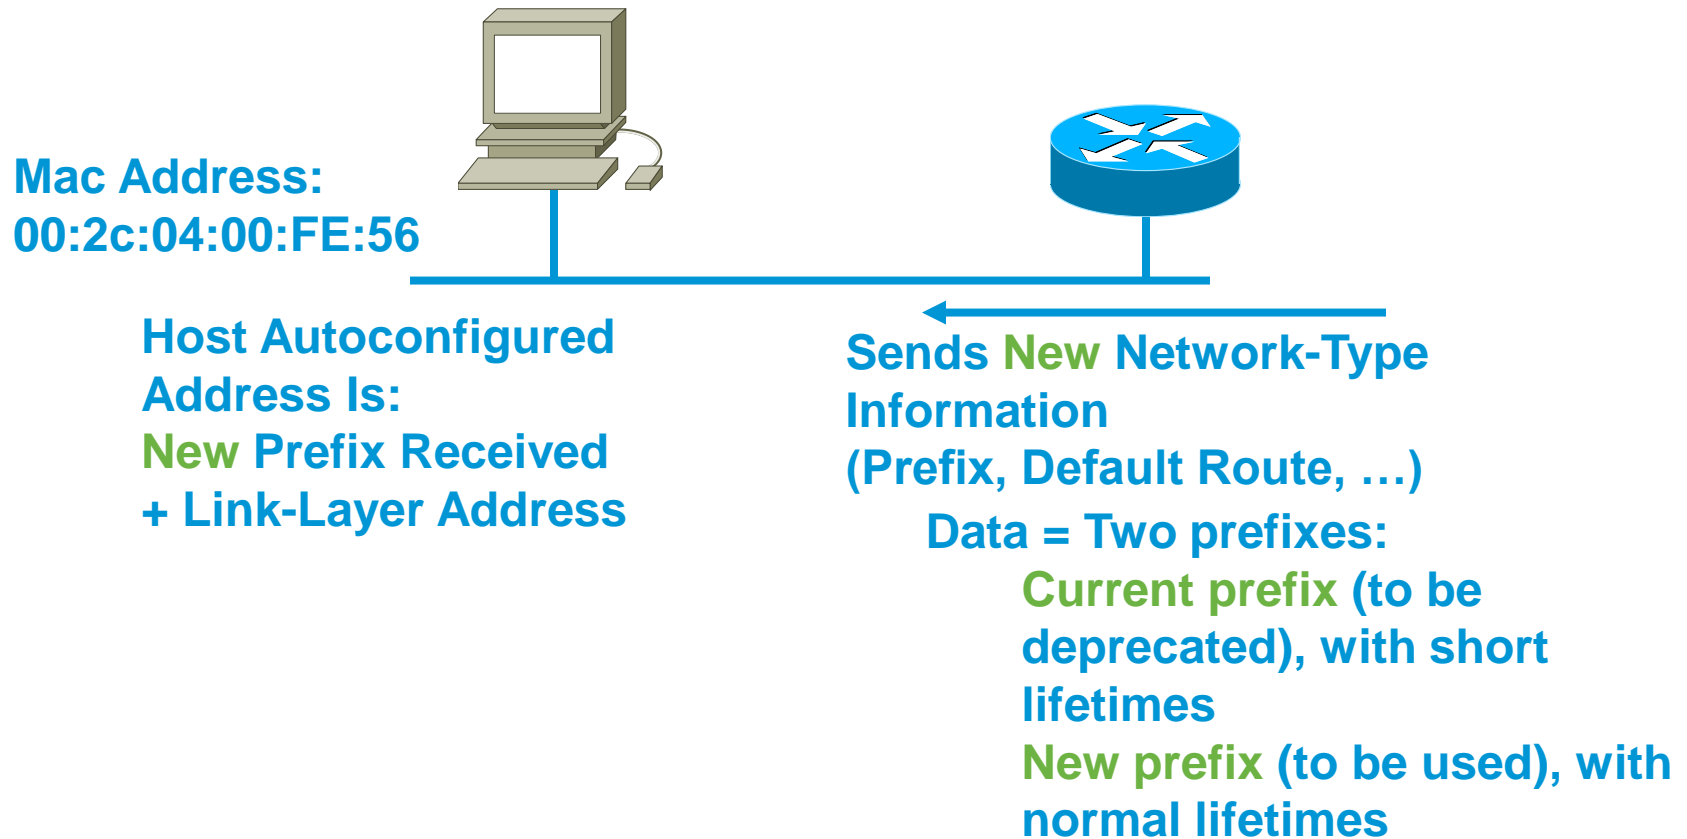 Mac Address:
00:2c:04:00:FE:56
Host Autoconfigured
Address Is:
New Prefix Received
+ Link-Layer Address
Sends New Network-Type
Information
(Prefix, Default Route, …)
Data = Two prefixes:
Current prefix (to be
deprecated), with short
lifetimes
New prefix (to be used), with
normal lifetimes